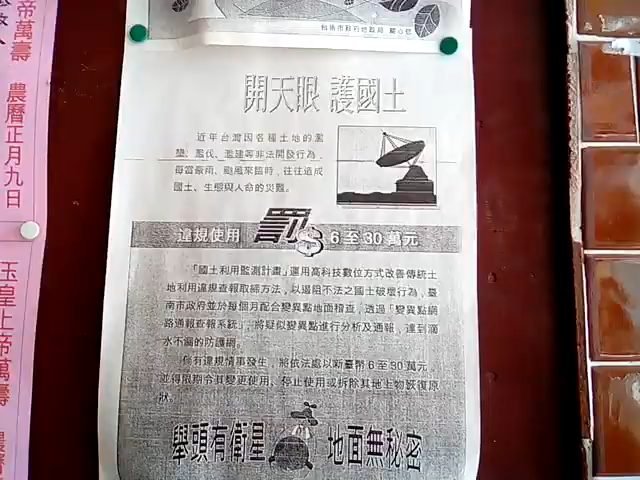 帝萬壽
農曆正月九日
玉皇上帝萬壽
台南市政府地政局 關心您
開天眼 護國土
近年台灣因各種土地的濫
墾、濫伐、濫建等非法開發行為,
每當豪雨、颱風來臨時,往往造成
國土、生態與人命的災難。
違規使用 罰$ 6至30萬元
「國土利用監測計畫」運用高科技數位方式改善傳統土
地利用違規查報取締方法,以遏阻不法之國土破壞行為,臺
南市政府並於每個月配合變異點地面稽查,透過「變異點網
路通報查報系統」,將疑似變異點進行分析及通報,達到滴
水不漏的防護網。
倘有違規情事發生,將依法處以新臺幣6至30萬元,
並得限期令其變更使用、停止使用或拆除其地上物恢復原
狀。
舉頭有衛星 地面無秘密